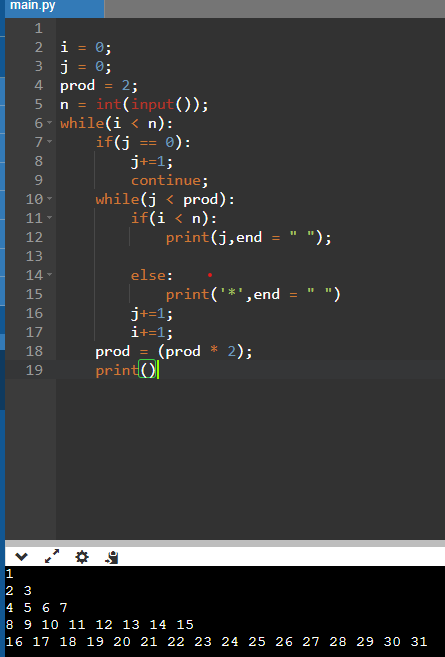 main.py
1
2 i = 0;
3 j = 0;
4 prod = 2;
5 n = int(input());
6 while(i < n):
7     if(j == 0):
8         j+=1;
9         continue;
10     while(j < prod):
11         if(i < n):
12             print(j,end = " ");
13
14         else:
15             print('*',end = " ")
16         j+=1;
17         i+=1;
18     prod = (prod * 2);
19     print()
1
2 3
4 5 6 7
8 9 10 11 12 13 14 15
16 17 18 19 20 21 22 23 24 25 26 27 28 29 30 31